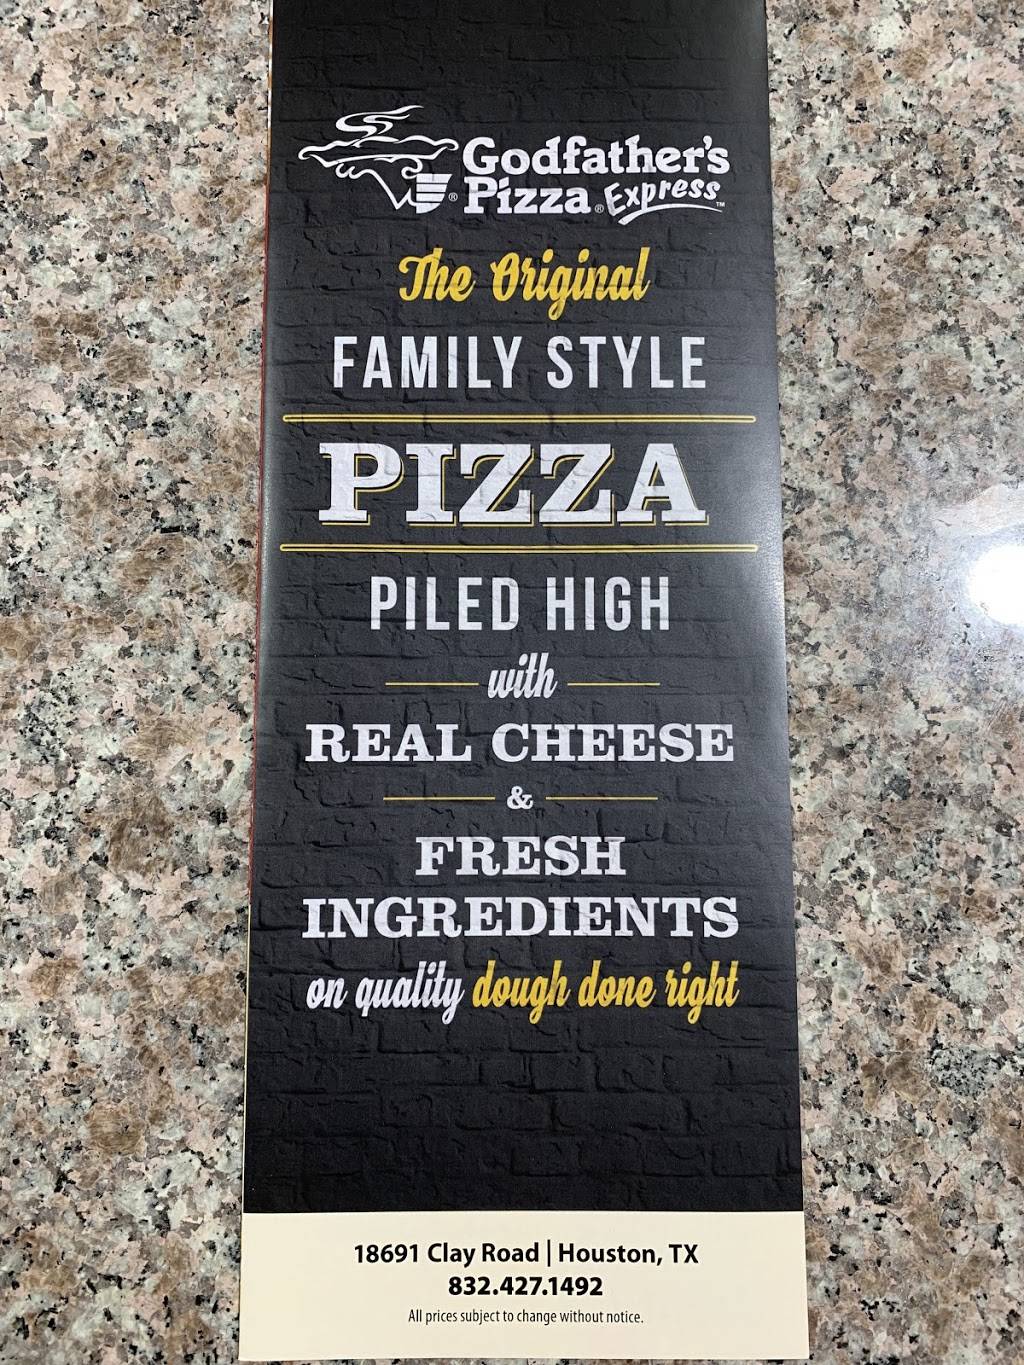 Godfather's
Pizza® Express™
®
The Original
FAMILY STYLE
PIZZA
PILED HIGH
with
REAL CHEESE
&
FRESH
INGREDIENTS
on quality dough done right
18691 Clay Road | Houston, TX
832.427.1492
All prices subject to change without notice.